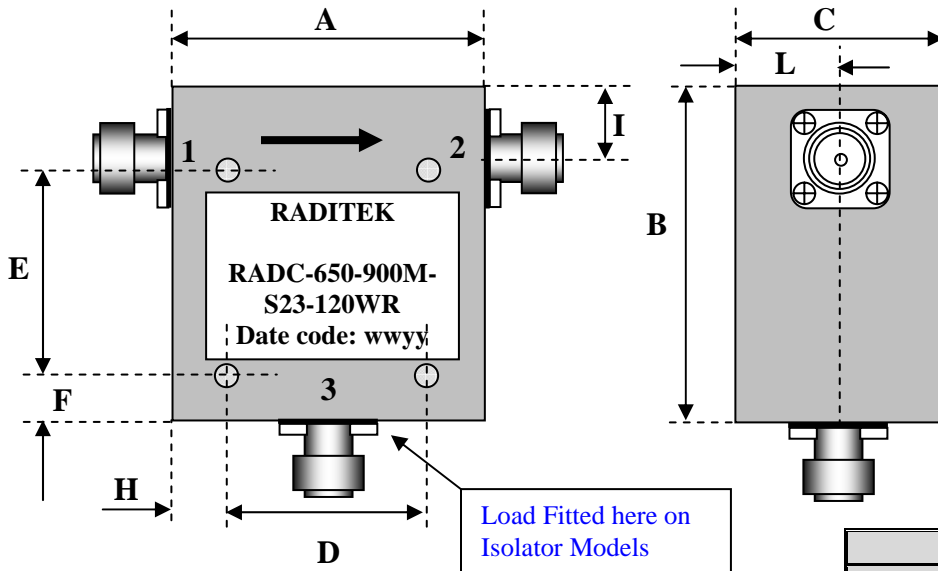 A
C
L
I
1
2
RADITEK
B
E
RADC-650-900M-
S23-120WR
Date code: wwyy
3
F
H
D
Load Fitted here on
Isolator Models